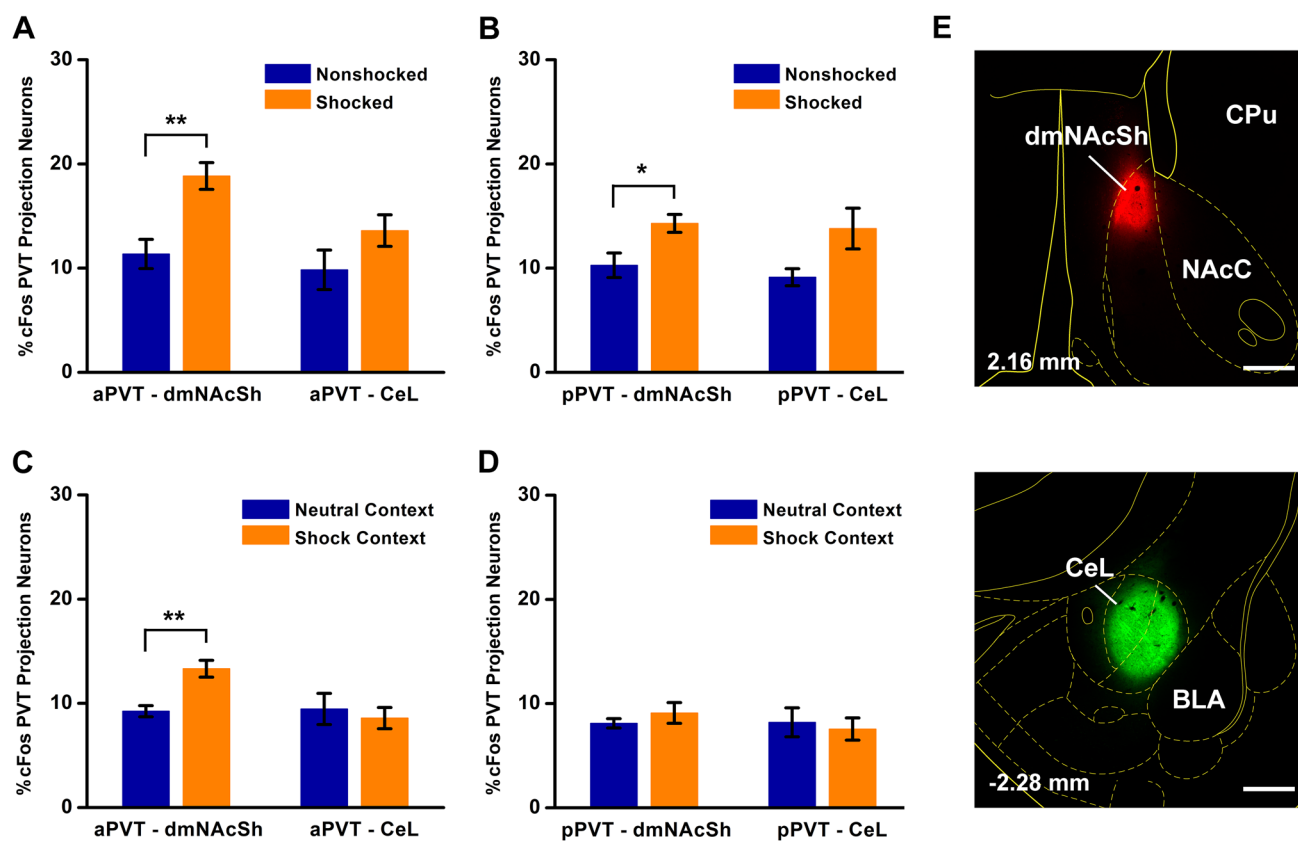 A
% cFos PVT Projection Neurons
30
20
10
0
Nonshocked
Shocked
**
aPVT - dmNAcSh
aPVT - CeL
B
% cFos PVT Projection Neurons
30
20
10
0
Nonshocked
Shocked
*
pPVT - dmNAcSh
pPVT - CeL
E
CPu
dmNAcSh
NAcC
2.16 mm
C
%cFos PVT Projection Neurons
30
20
10
0
Neutral Context
Shock Context
**
aPVT - dmNAcSh
aPVT - CeL
D
%cFos PVT Projection Neurons
30
20
10
0
Neutral Context
Shock Context
pPVT - dmNAcSh
pPVT - CeL
CeL
BLA
-2.28 mm